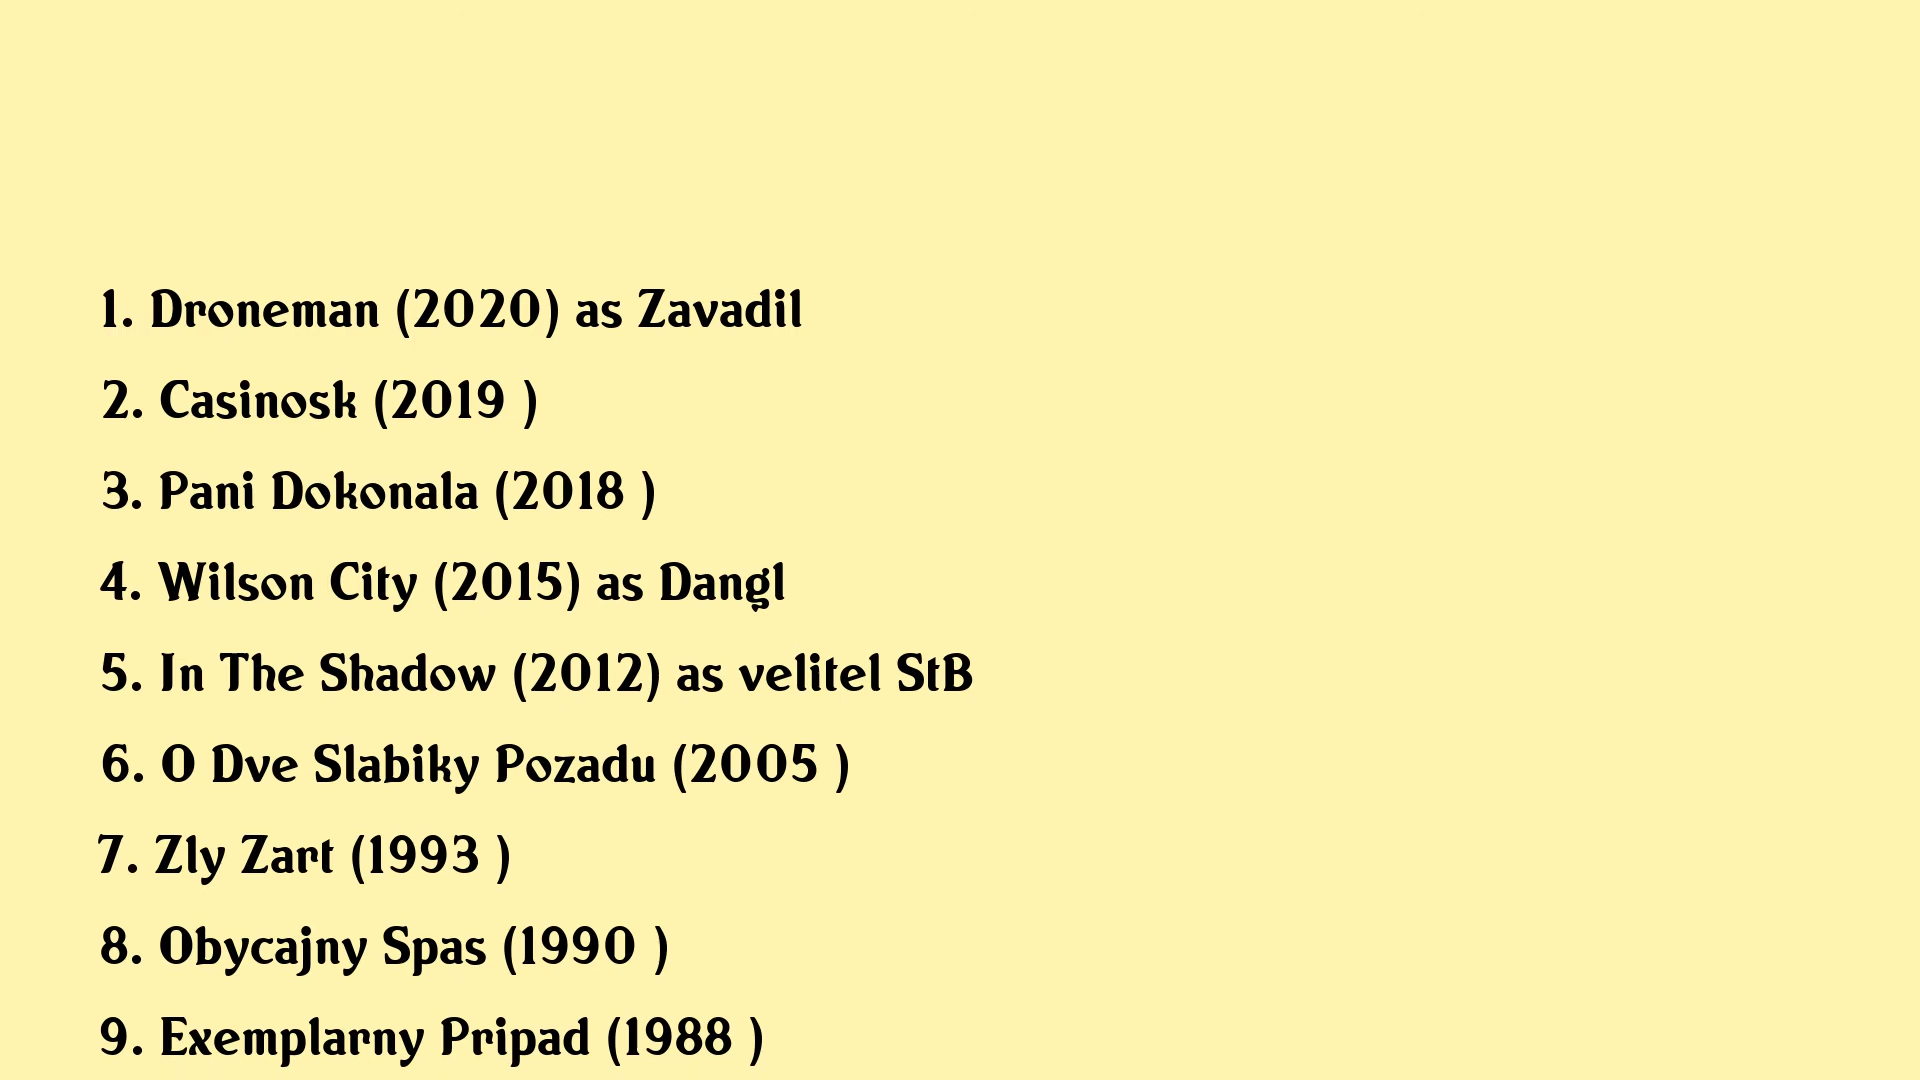 1. Droneman (2020) as Zavadil
2. Casinosk (2019 )
3. Pani Dokonala (2018 )
4. Wilson City (2015) as Dangl
5. In The Shadow (2012) as velitel StB
6. O Dve Slabiky Pozadu (2005 )
7. Zly Zart (1993 )
8. Obycajny Spas (1990 )
9. Exemplarny Pripad (1988 )